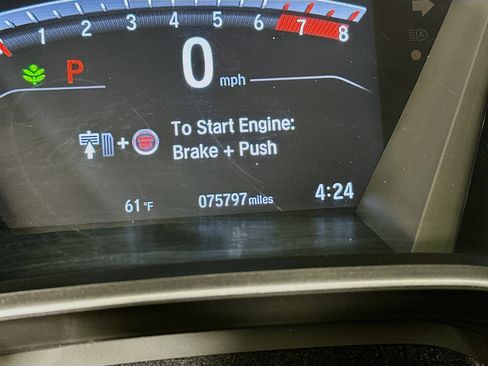 1 2 3 4 5 6 7 8
P
0 mph
To Start Engine:
+ Brake + Push
61 °F 075797 miles 4:24